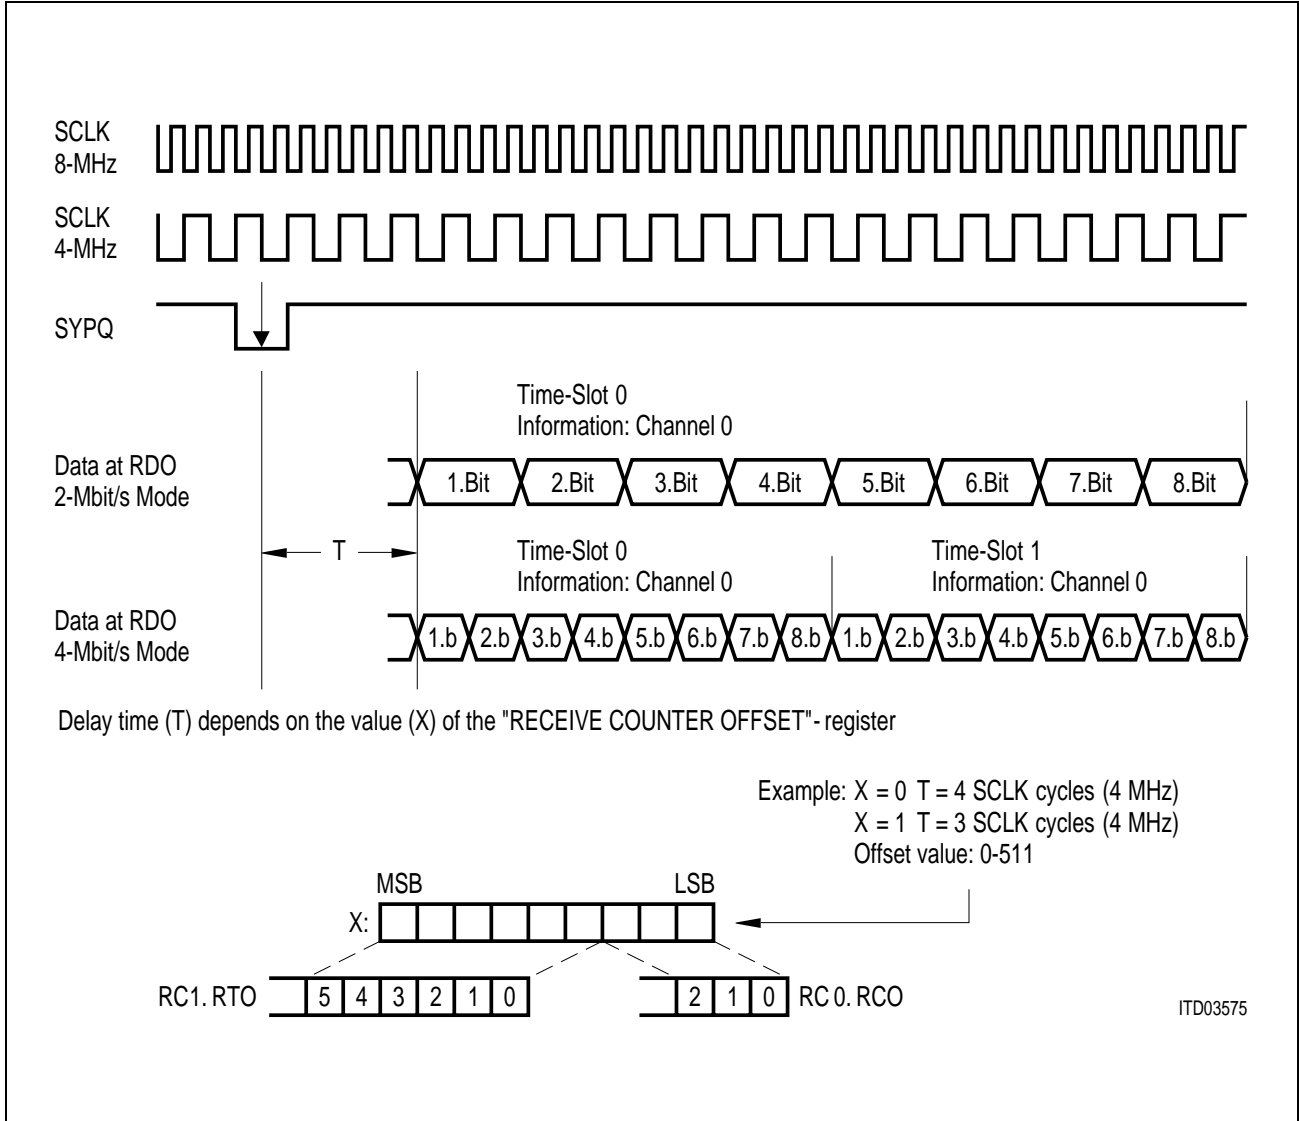 SCLK
8-MHz
SCLK
4-MHz
SYPQ
Time-Slot 0
Information: Channel 0
Data at RDO
2-Mbit/s Mode
1.Bit 2.Bit 3.Bit 4.Bit 5.Bit 6.Bit 7.Bit 8.Bit
T
Time-Slot 0
Information: Channel 0
Time-Slot 1
Information: Channel 0
Data at RDO
4-Mbit/s Mode
1.b 2.b 3.b 4.b 5.b 6.b 7.b 8.b 1.b 2.b 3.b 4.b 5.b 6.b 7.b 8.b
Delay time (T) depends on the value (X) of the "RECEIVE COUNTER OFFSET"- register
Example: X = 0 T = 4 SCLK cycles (4 MHz)
X = 1 T = 3 SCLK cycles (4 MHz)
Offset value: 0-511
MSB LSB
X:
RC1. RTO 5 4 3 2 1 0 2 1 0 RC 0. RCO
ITD03575